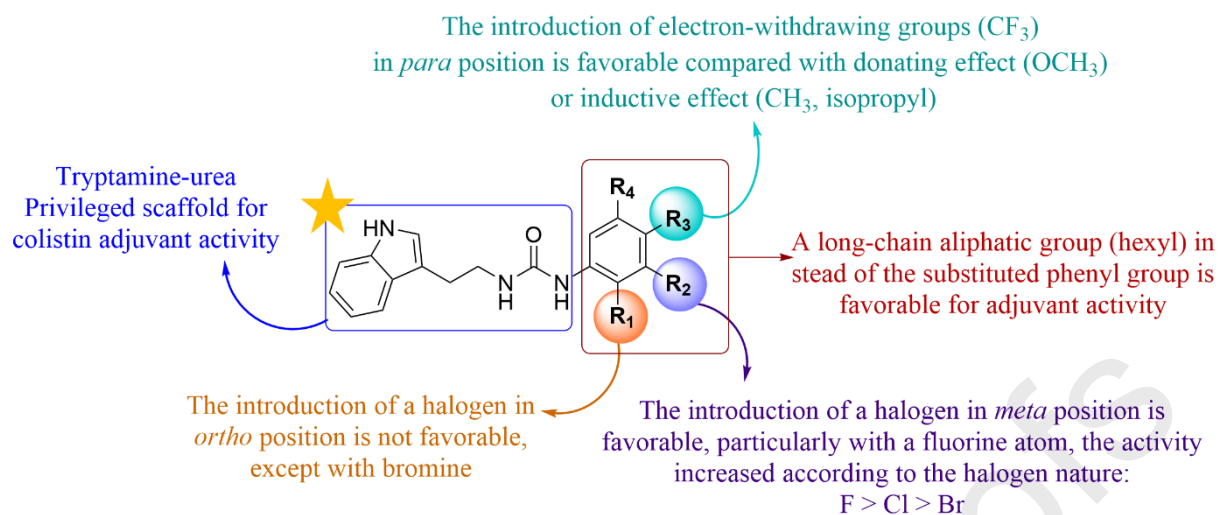 The introduction of electron-withdrawing groups (CF₃)
in para position is favorable compared with donating effect (OCH₃)
or inductive effect (CH₃, isopropyl)
Tryptamine-urea
Privileged scaffold for
colistin adjuvant activity
HN
O
N
H
N
H
R₄
R₃
R₂
R₁
A long-chain aliphatic group (hexyl) in
stead of the substituted phenyl group is
favorable for adjuvant activity
The introduction of a halogen in
ortho position is not favorable,
except with bromine
The introduction of a halogen in meta position is
favorable, particularly with a fluorine atom, the activity
increased according to the halogen nature:
F > Cl > Br